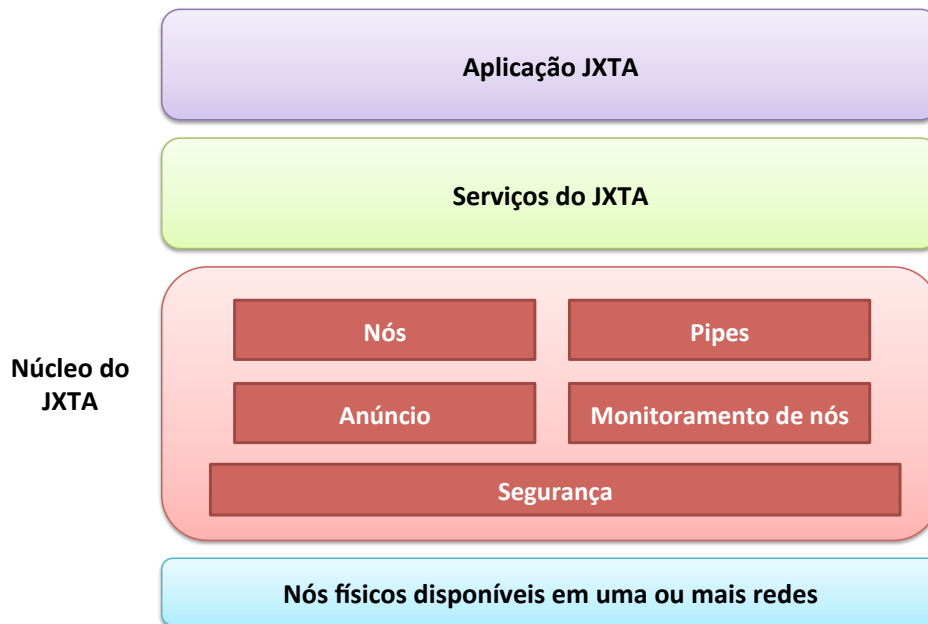 Aplicação JXTA
Serviços do JXTA
Núcleo do
JXTA
Nós
Pipes
Anúncio
Monitoramento de nós
Segurança
Nós físicos disponíveis em uma ou mais redes